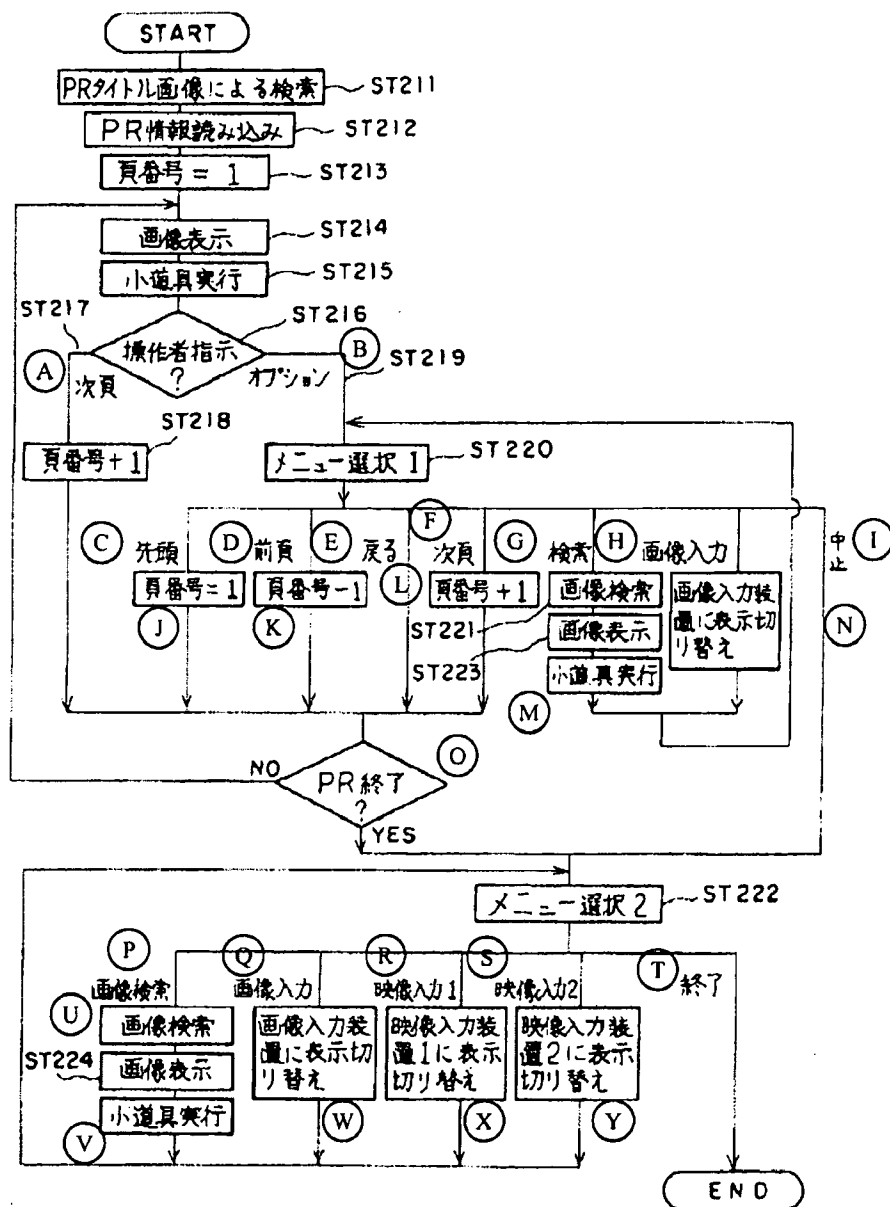 START
PRタイトル画像による検索
ST211
PR情報読み込み
ST212
頁番号=1
ST213
画像表示
ST214
小道具実行
ST215
ST217
ST216
操作者指示
?
A
B
次頁
オプション
ST219
ST218
頁番号+1
メニュー選択1
ST220
C
先頭
D
前頁
E
戻る
F
次頁
G
検索
H
画像入力
中止
I
頁番号=1
頁番号-1
L
頁番号+1
画像検索
画像入力装
置に表示切
り替え
J
K
ST221
画像表示
N
ST223
小道具実行
M
NO
PR終了
?
O
YES
メニュー選択2
ST222
P
Q
R
S
T
画像検索
画像入力
映像入力1
映像入力2
終了
U
画像検索
画像入力装
置に表示切
り替え
映像入力装
置1に表示
切り替え
映像入力装
置2に表示
切り替え
ST224
画像表示
小道具実行
V
W
X
Y
END